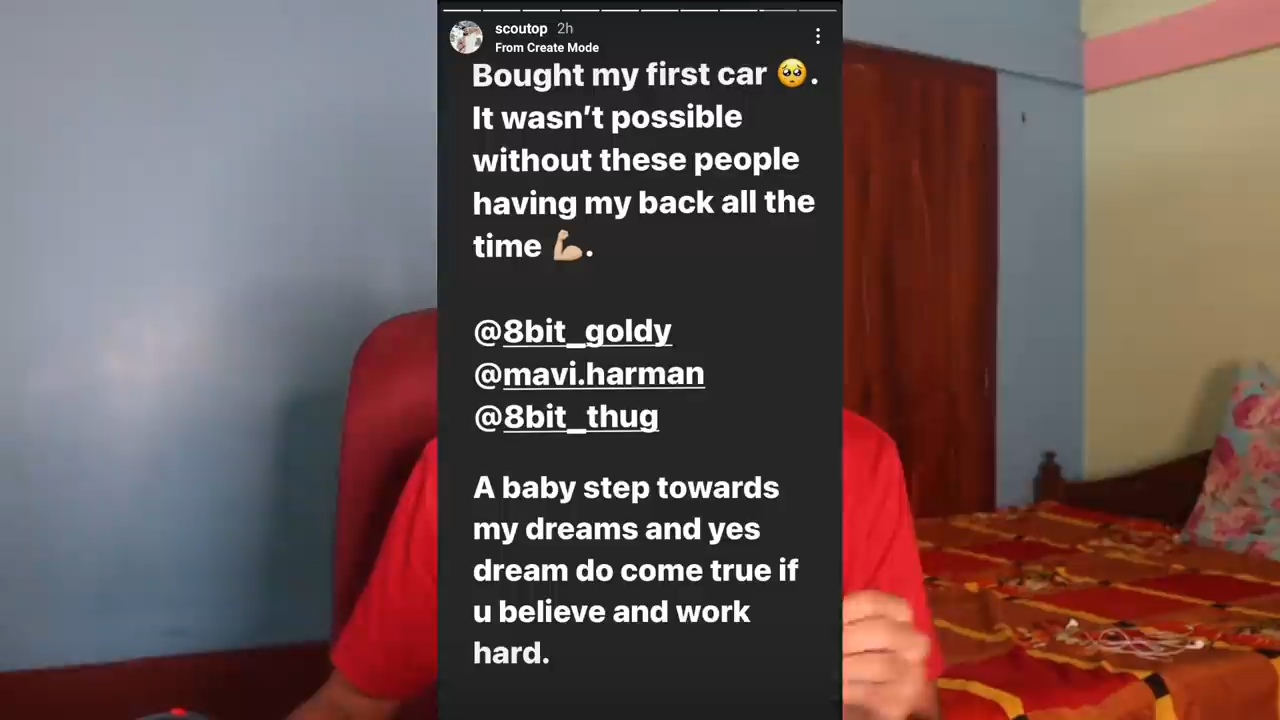 scoutop 2h
From Create Mode
Bought my first car 🥺.
It wasn't possible
without these people
having my back all the
time 💪🏼.
@8bit_goldy
@mavi.harman
@8bit_thug
A baby step towards
my dreams and yes
dream do come true if
u believe and work
hard.